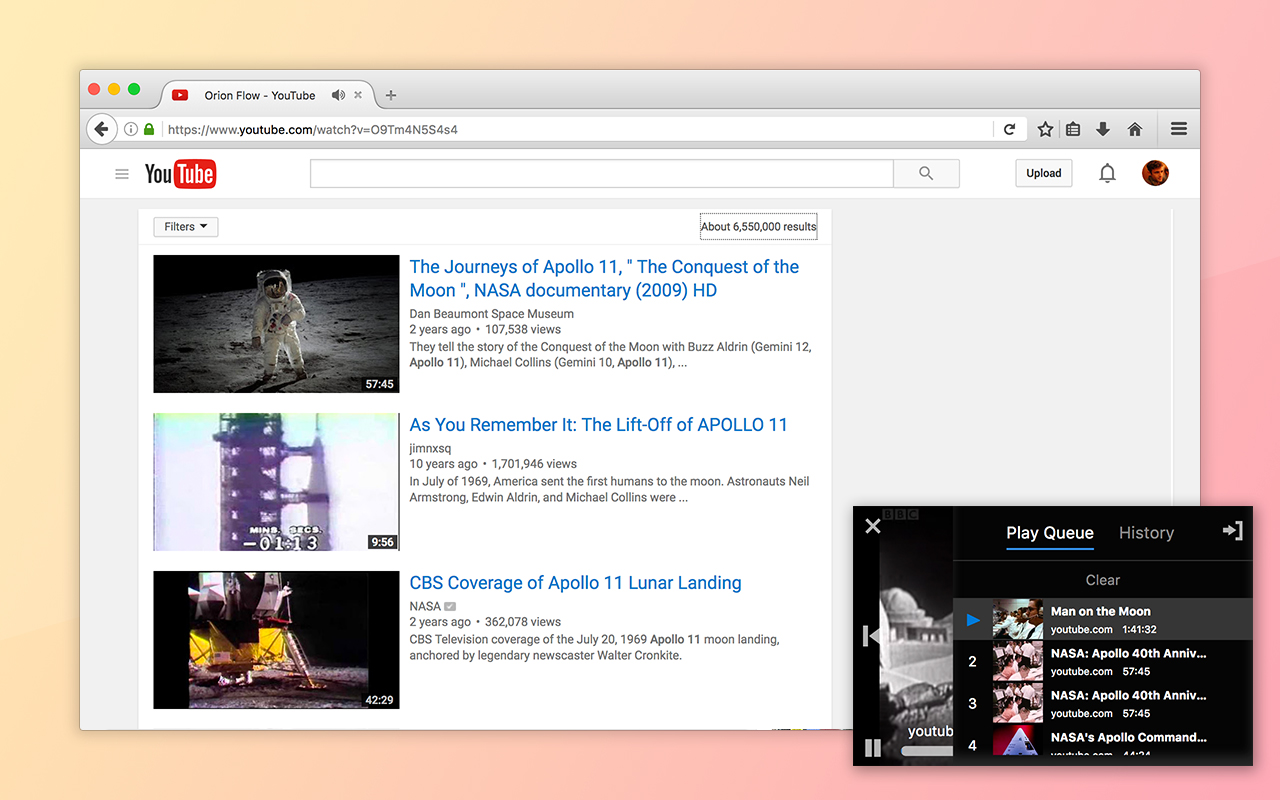 Orion Flow - YouTube
https://www.youtube.com/watch?v=O9Tm4N5S4s4
YouTube
Upload
Filters
About 6,550,000 results
The Journeys of Apollo 11, " The Conquest of the
Moon ", NASA documentary (2009) HD
Dan Beaumont Space Museum
2 years ago • 107,538 views
They tell the story of the Conquest of the Moon with Buzz Aldrin (Gemini 12,
Apollo 11), Michael Collins (Gemini 10, Apollo 11), ...
57:45
As You Remember It: The Lift-Off of APOLLO 11
jimnxsq
10 years ago • 1,701,946 views
In July of 1969, America sent the first humans to the moon. Astronauts Neil
Armstrong, Edwin Aldrin, and Michael Collins were ...
MINS. SECS.
-01:13
9:56
CBS Coverage of Apollo 11 Lunar Landing
NASA
2 years ago • 362,078 views
CBS Television coverage of the July 20, 1969 Apollo 11 moon landing,
anchored by legendary newscaster Walter Cronkite.
42:29
BBC
Play Queue
History
Clear
Man on the Moon
youtube.com 1:41:32
2
NASA: Apollo 40th Anniv...
youtube.com 57:45
3
NASA: Apollo 40th Anniv...
youtube.com 57:45
4
NASA's Apollo Command...
youtube.com 44:24
youtub